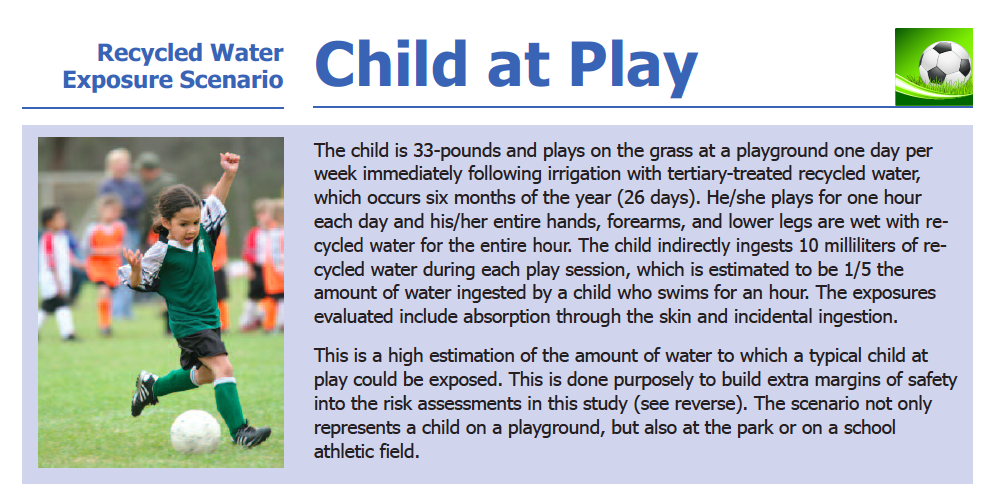 Recycled Water
Exposure Scenario
Child at Play
The child is 33-pounds and plays on the grass at a playground one day per
week immediately following irrigation with tertiary-treated recycled water,
which occurs six months of the year (26 days). He/she plays for one hour
each day and his/her entire hands, forearms, and lower legs are wet with re-
cycled water for the entire hour. The child indirectly ingests 10 milliliters of re-
cycled water during each play session, which is estimated to be 1/5 the
amount of water ingested by a child who swims for an hour. The exposures
evaluated include absorption through the skin and incidental ingestion.
This is a high estimation of the amount of water to which a typical child at
play could be exposed. This is done purposely to build extra margins of safety
into the risk assessments in this study (see reverse). The scenario not only
represents a child on a playground, but also at the park or on a school
athletic field.